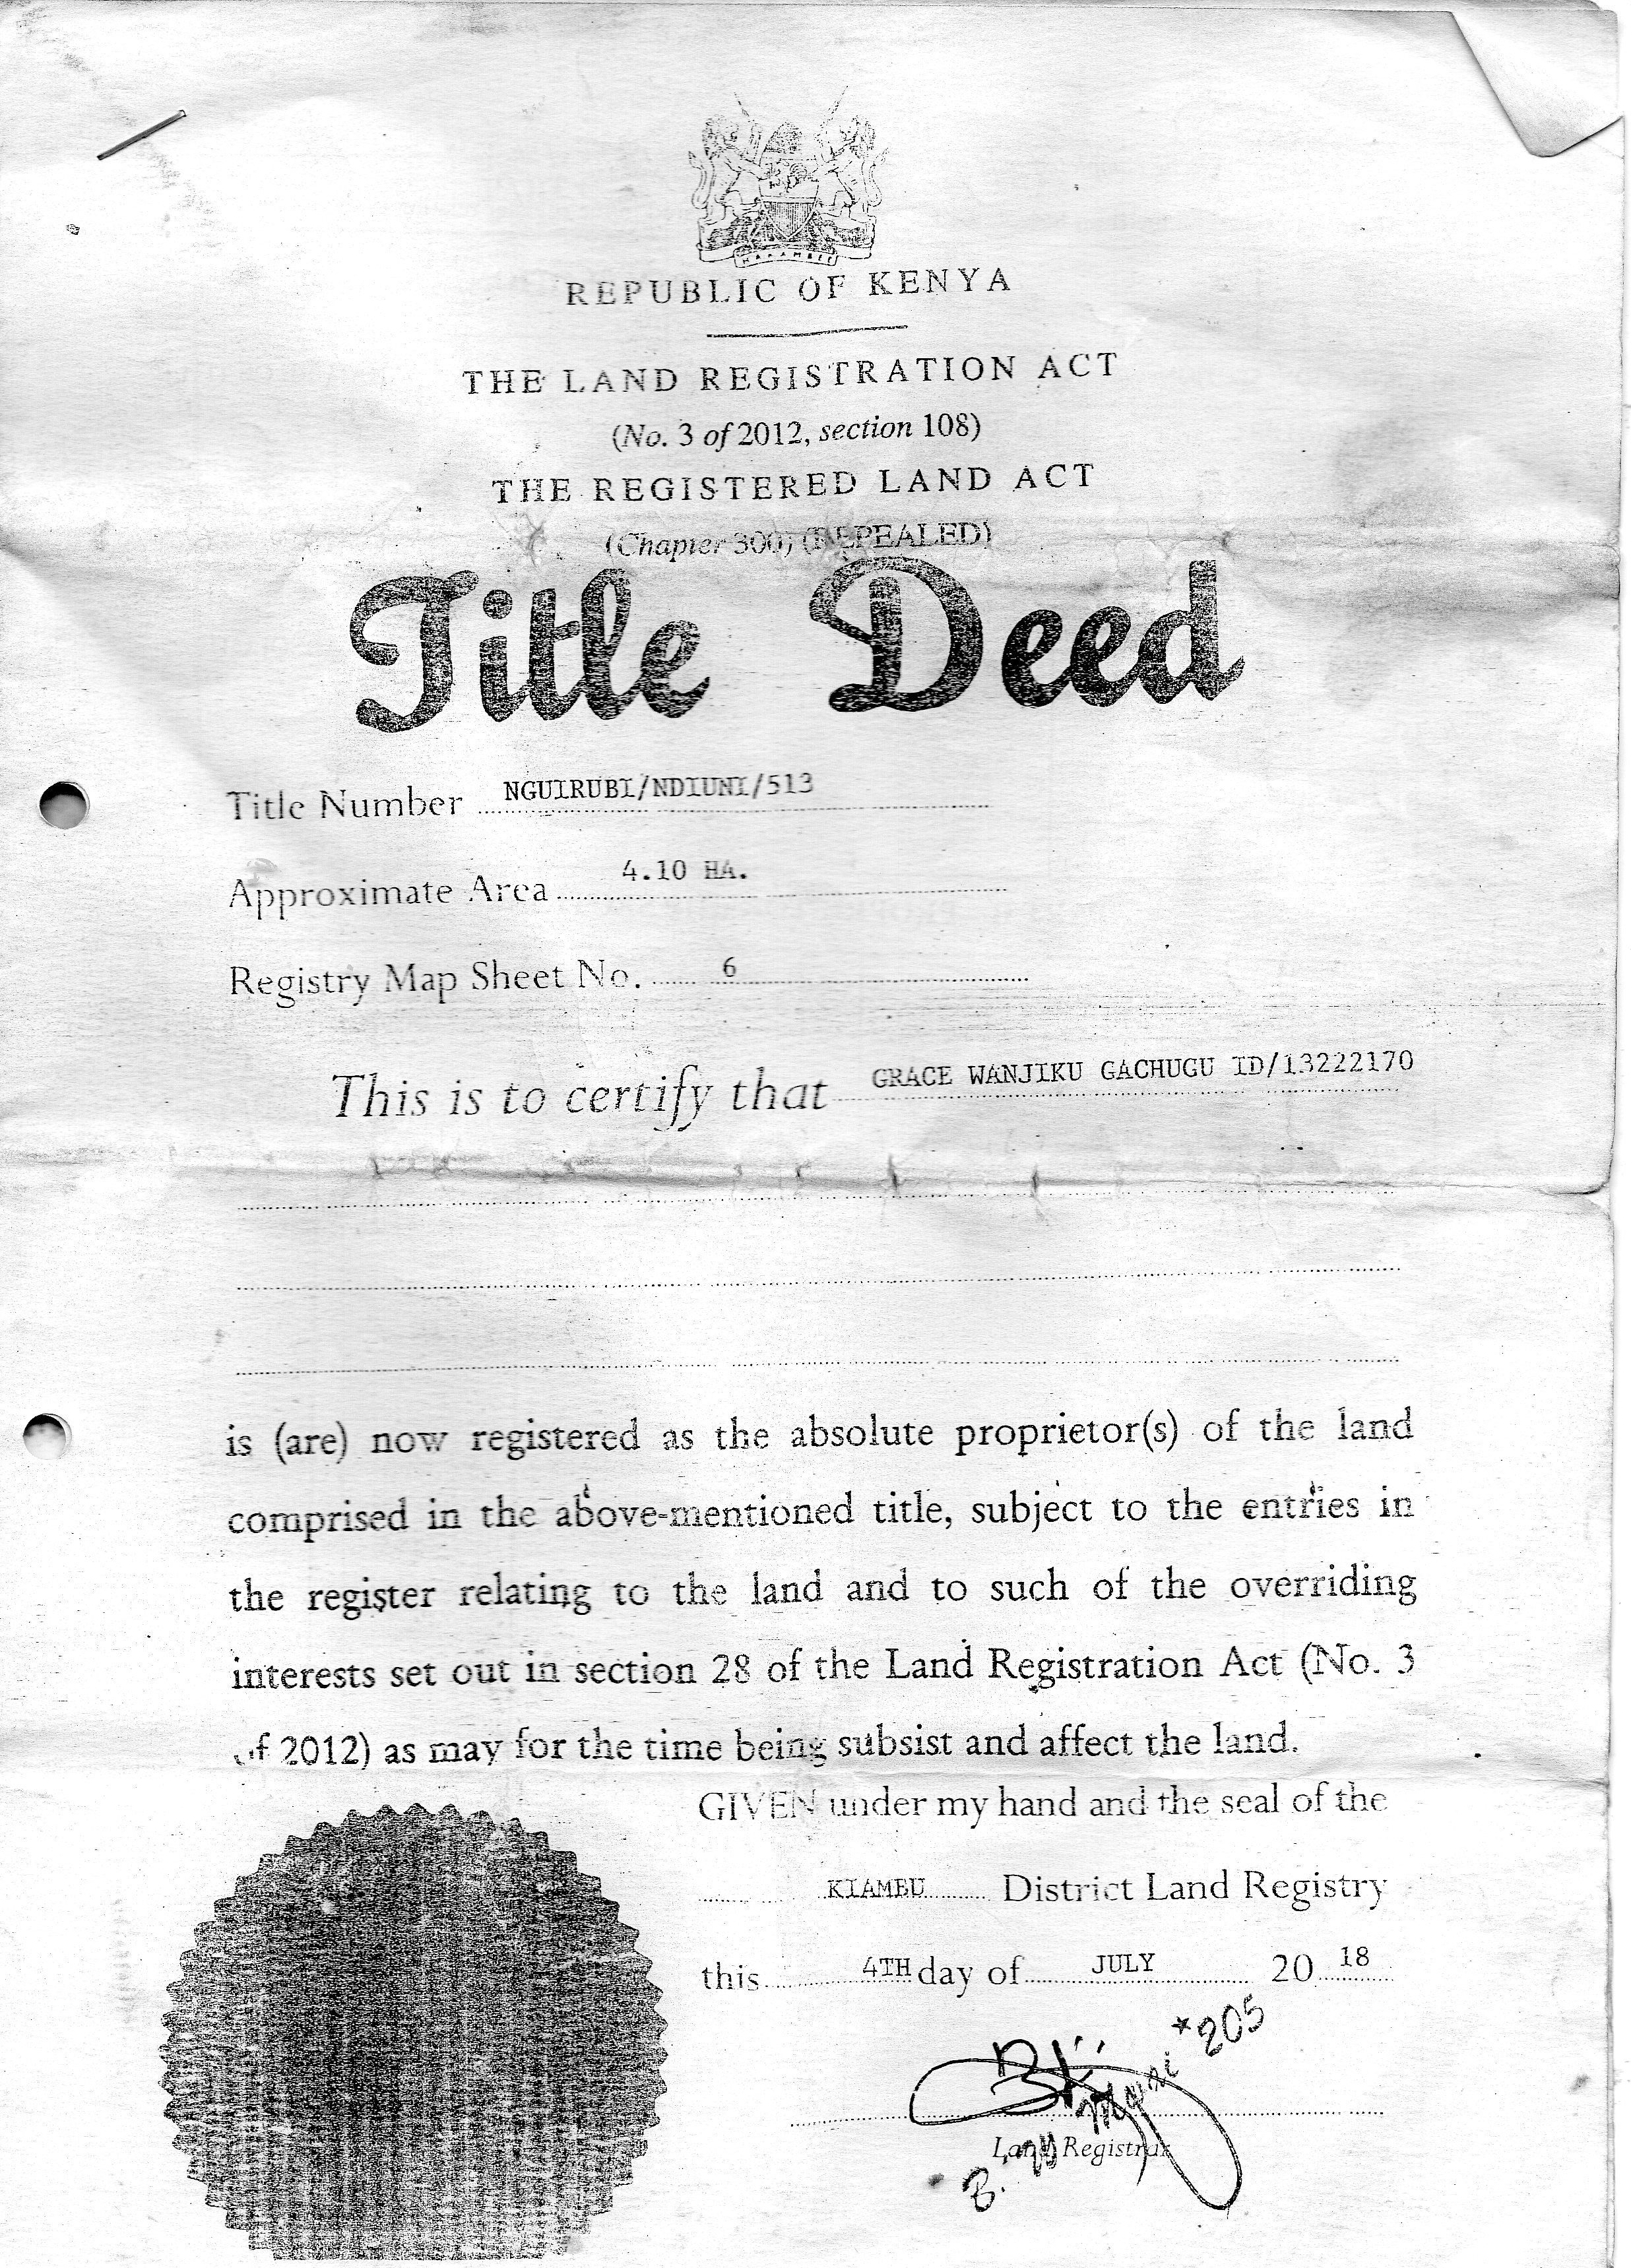 HARAMBEE
REPUBLIC OF KENYA
THE LAND REGISTRATION ACT
(No. 3 of 2012, section 108)
THE REGISTERED LAND ACT
(Chapter 300) (REPEALED)
Title Deed
Title Number NGUIRUBI/NDIUNI/513
Approximate Area 4.10 HA.
Registry Map Sheet No. 6
This is to certify that GRACE WANJIKU GACHUGU ID/13222170
is (are) now registered as the absolute proprietor(s) of the land
comprised in the above-mentioned title, subject to the entries in
the register relating to the land and to such of the overriding
interests set out in section 28 of the Land Registration Act (No. 3
of 2012) as may for the time being subsist and affect the land.
GIVEN under my hand and the seal of the
KIAMBU District Land Registry
this 4TH day of JULY 20 18
*205
Land Registrar